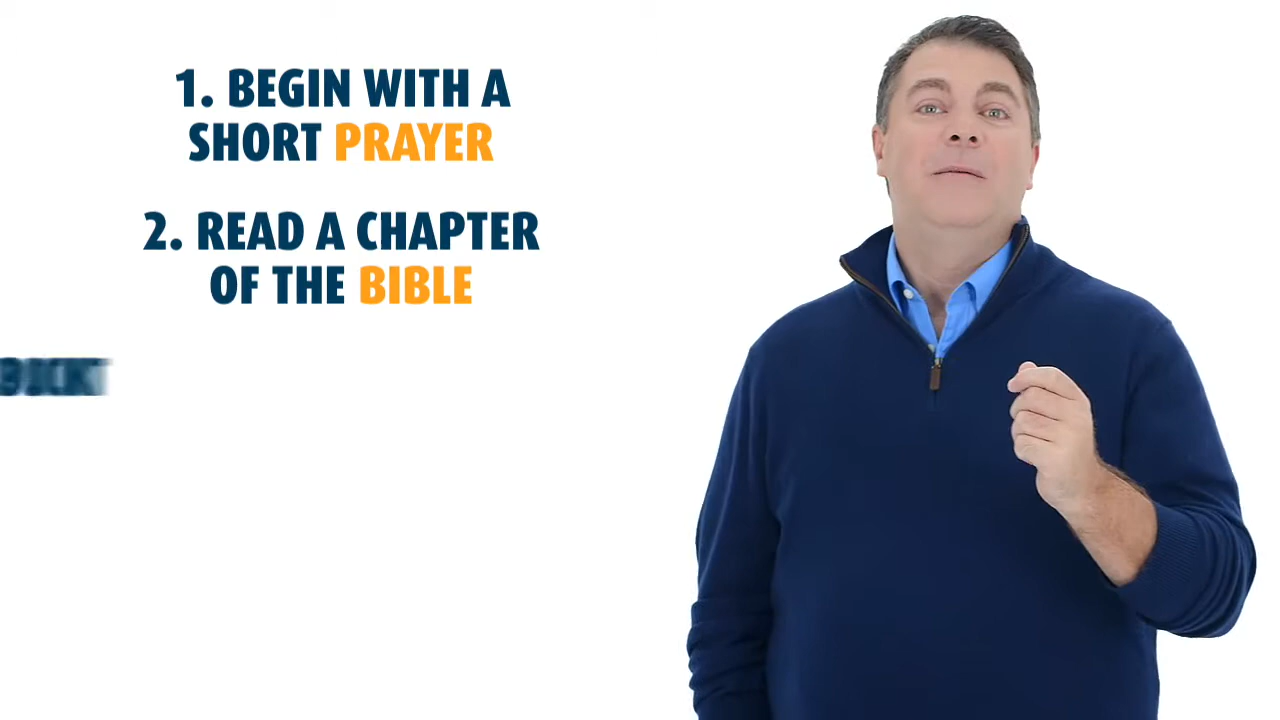 1. BEGIN WITH A
SHORT PRAYER
2. READ A CHAPTER
OF THE BIBLE